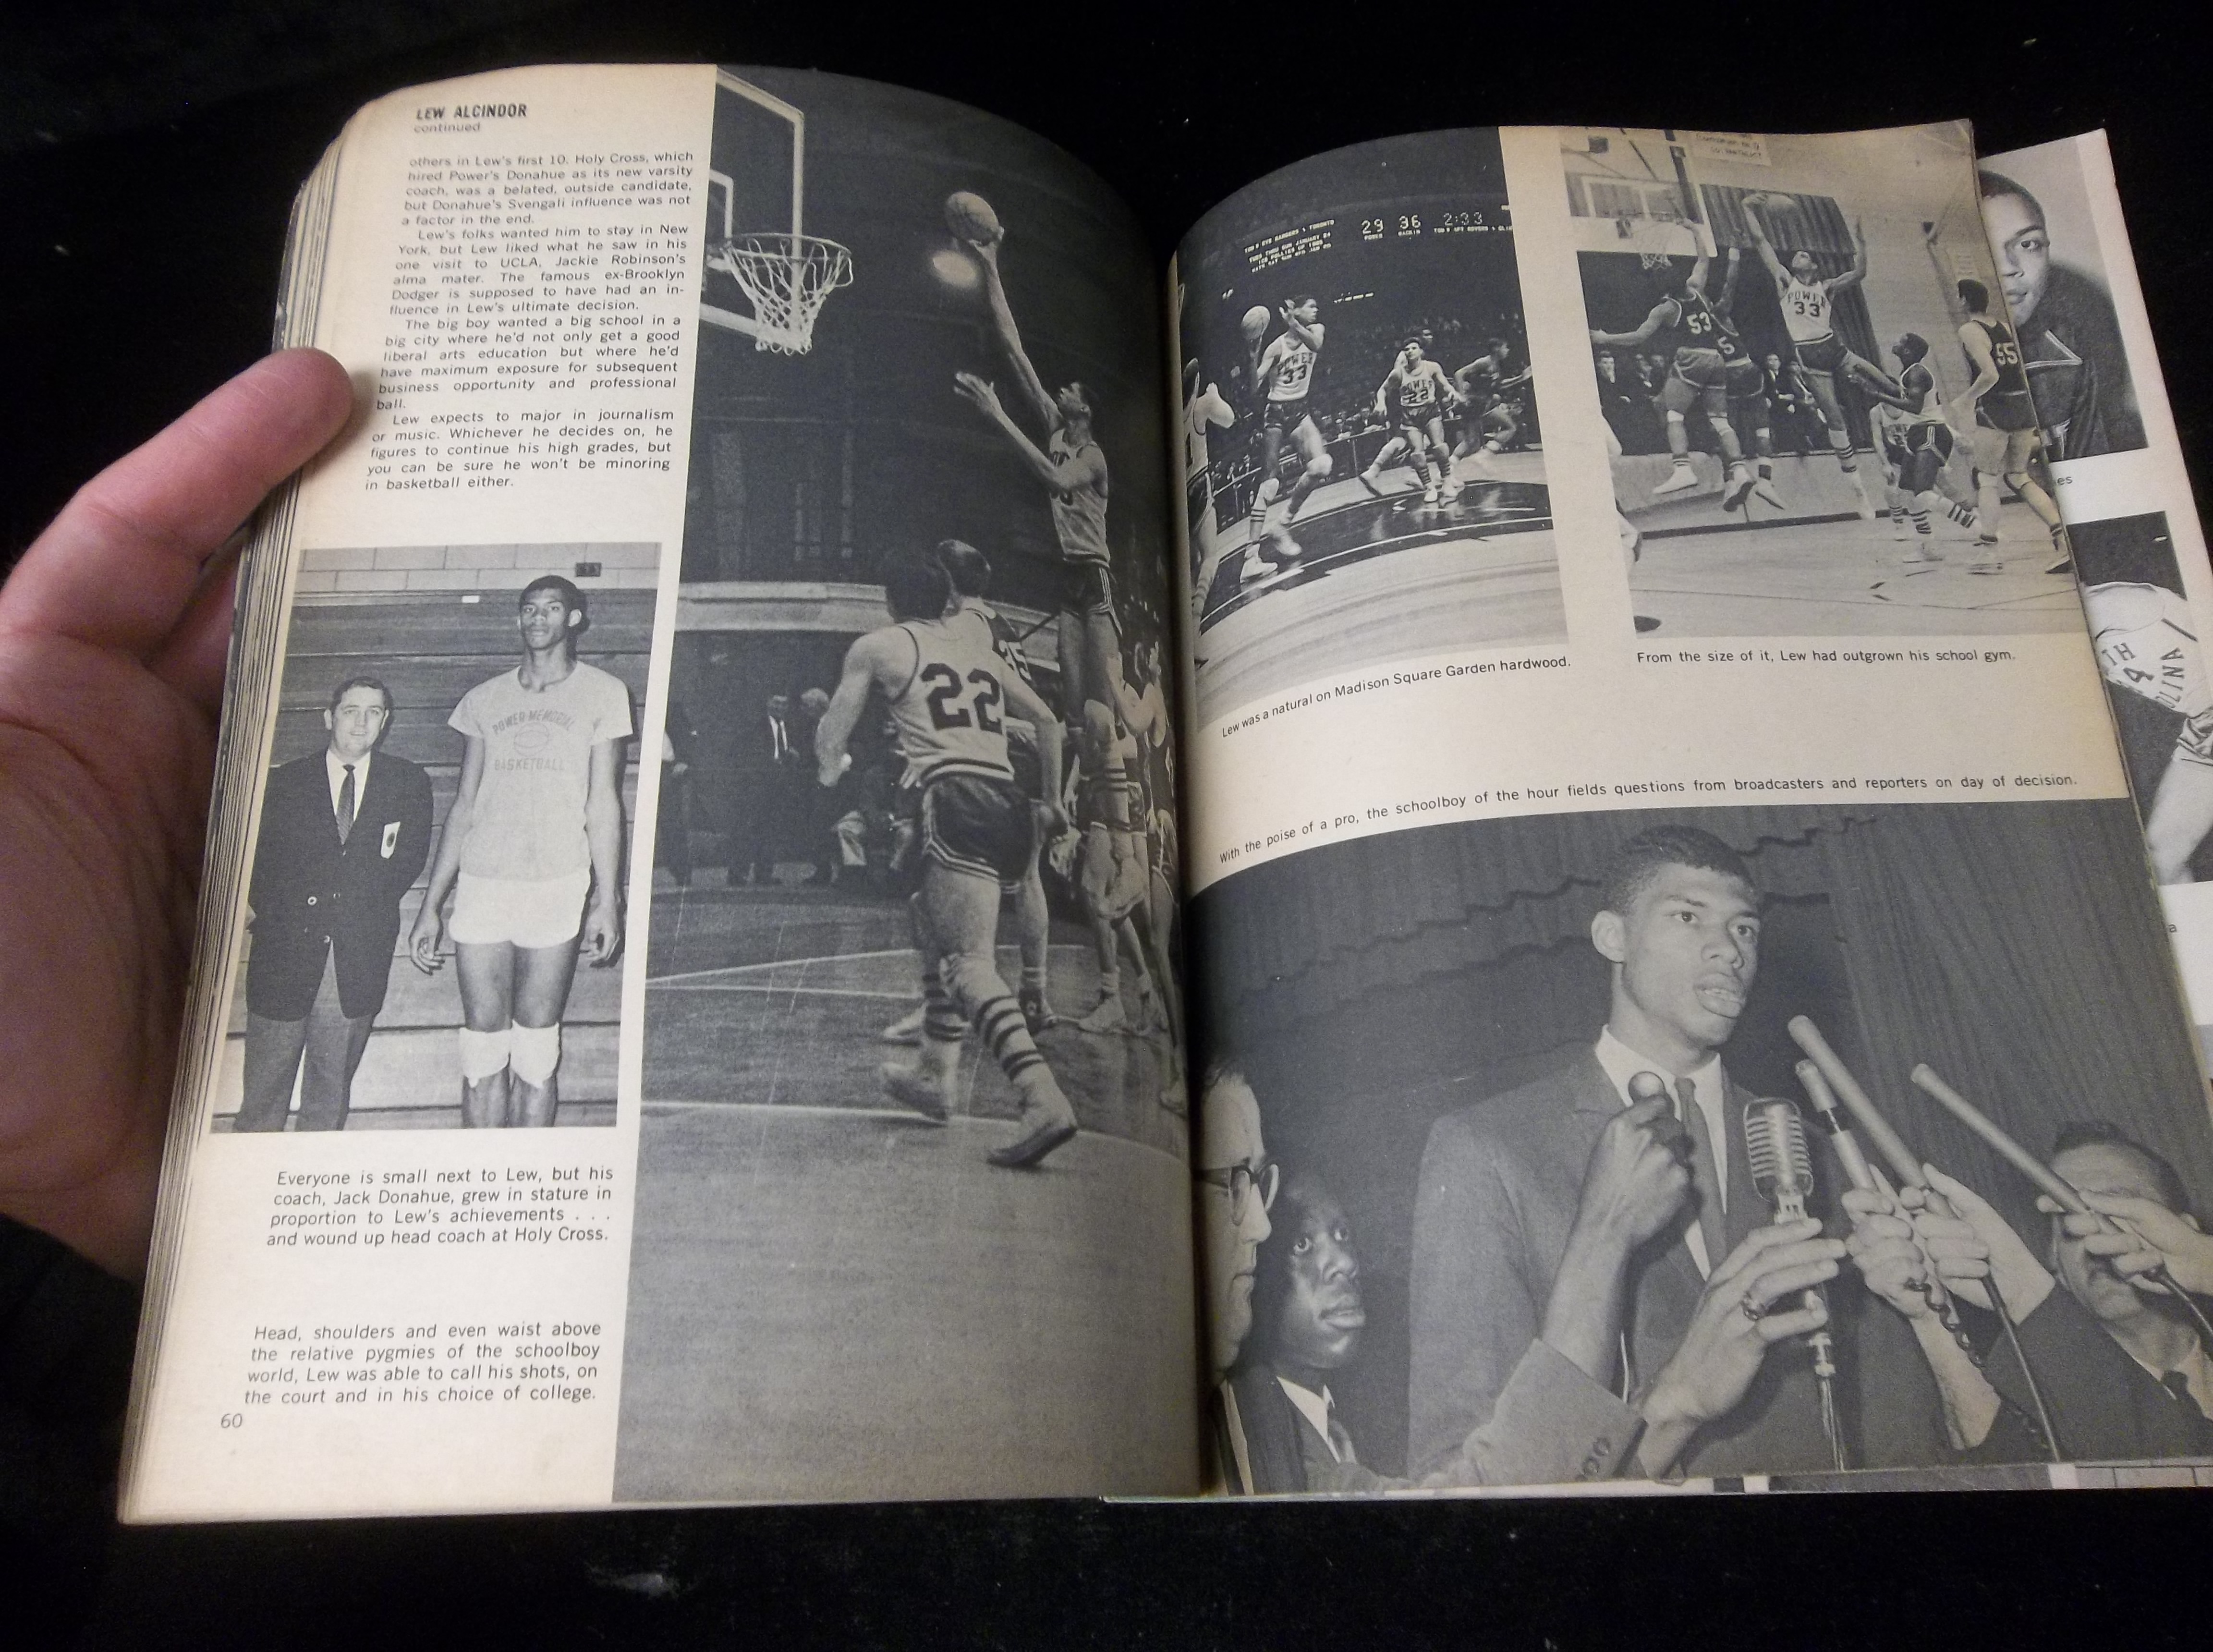 LEW ALCINDOR
continued
others in Lew's first 10. Holy Cross, which
hired Power's Donahue as its new varsity
coach, was a belated, outside candidate,
but Donahue's Svengali influence was not
a factor in the end.
Lew's folks wanted him to stay in New
York, but Lew liked what he saw in his
one visit to UCLA, Jackie Robinson's
alma mater. The famous ex-Brooklyn
Dodger is supposed to have had an in-
fluence in Lew's ultimate decision.
The big boy wanted a big school in a
big city where he'd not only get a good
liberal arts education but where he'd
have maximum exposure for subsequent
business opportunity and professional
ball.
Lew expects to major in journalism
or music. Whichever he decides on, he
figures to continue his high grades, but
you can be sure he won't be minoring
in basketball either.
POWER MEMORIAL
BASKETBALL
Everyone is small next to Lew, but his
coach, Jack Donahue, grew in stature in
proportion to Lew's achievements . . .
and wound up head coach at Holy Cross.
Head, shoulders and even waist above
the relative pygmies of the schoolboy
world, Lew was able to call his shots, on
the court and in his choice of college.
60
22
35
29 36 2:33
POWER
33
POWER
22
Lew was a natural on Madison Square Garden hardwood.
53
5
POWER
33
55
From the size of it, Lew had outgrown his school gym.
With the poise of a pro, the schoolboy of the hour fields questions from broadcasters and reporters on day of decision.
es
TH
4
LINA
a